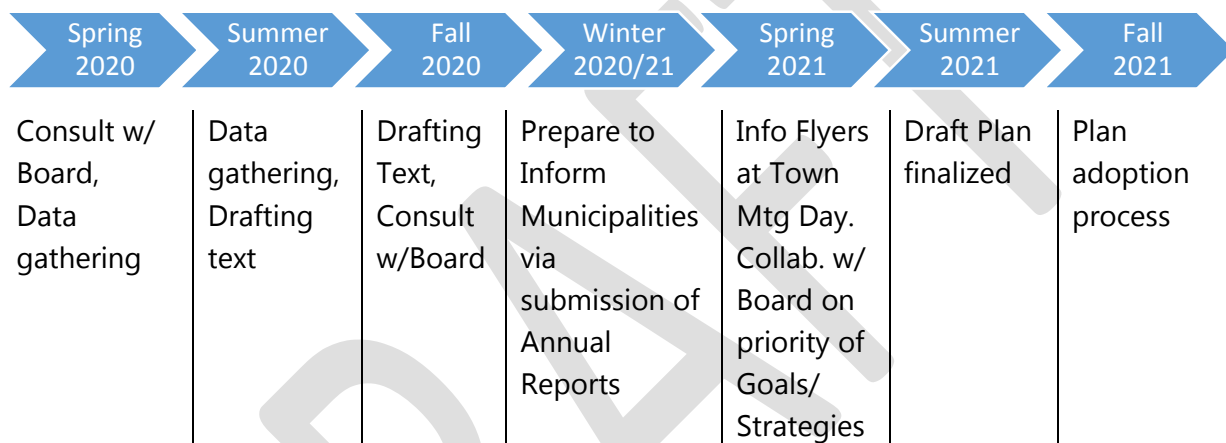 Spring
2020
Summer
2020
Fall
2020
Winter
2020/21
Spring
2021
Summer
2021
Fall
2021
Consult w/
Board,
Data
gathering
Data
gathering,
Drafting
text
Drafting
Text,
Consult
w/Board
Prepare to
Inform
Municipalities
via
submission of
Annual
Reports
Info Flyers
at Town
Mtg Day.
Collab. w/
Board on
priority of
Goals/
Strategies
Draft Plan
finalized
Plan
adoption
process